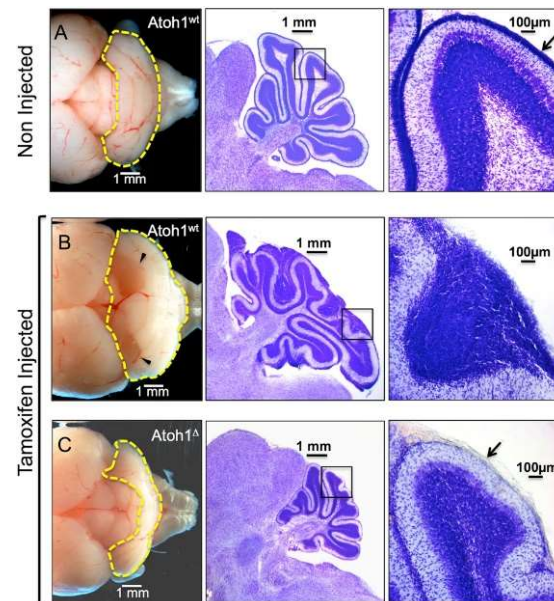 Non Injected
A
Atoh1wt
1 mm
1 mm
100µm
Tamoxifen Injected
B
Atoh1wt
1 mm
1 mm
100µm
C
Atoh1Δ
1 mm
1 mm
100µm